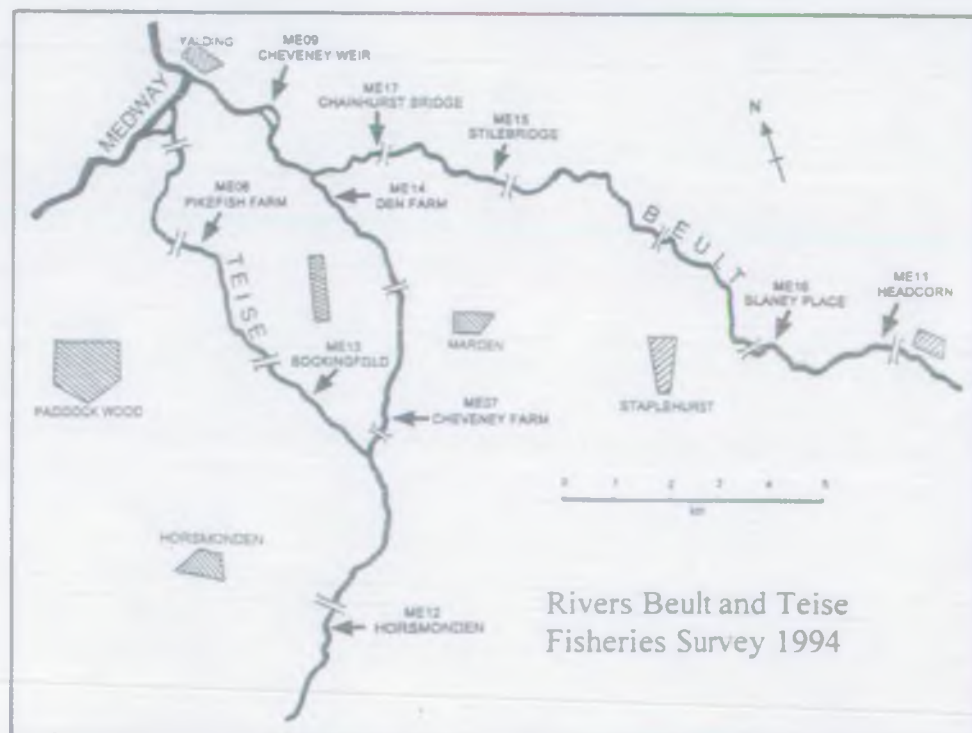 YALDING
ME09
CHEVENEY WEIR
ME17
CHAINHURST BRIDGE
ME15
STILEBRIDGE
N
MEDWAY
ME08
PIKEFISH FARM
ME14
DEN FARM
TEISE
BEULT
ME11
HEADCORN
ME16
SLANEY PLACE
ME13
BOCKINGFOLD
MARDEN
PADDOCK WOOD
STAPLEHURST
ME07
CHEVENEY FARM
0 1 2 3 4 5
km
HORSMONDEN
ME12
HORSMONDEN
Rivers Beult and Teise
Fisheries Survey 1994